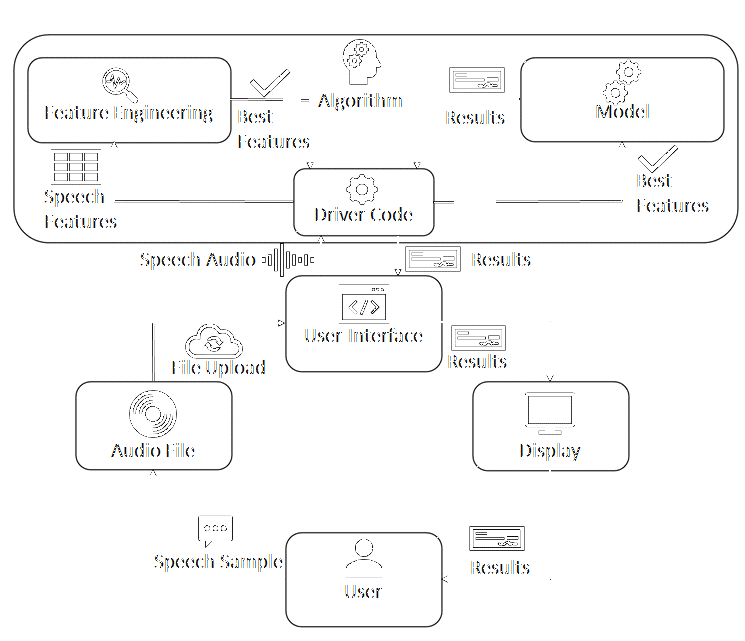 Feature Engineering
Best
Features
Algorithm
Results
Model
Speech
Features
Driver Code
Best
Features
Speech Audio
Results
User Interface
File Upload
Results
Audio File
Display
Speech Sample
User
Results